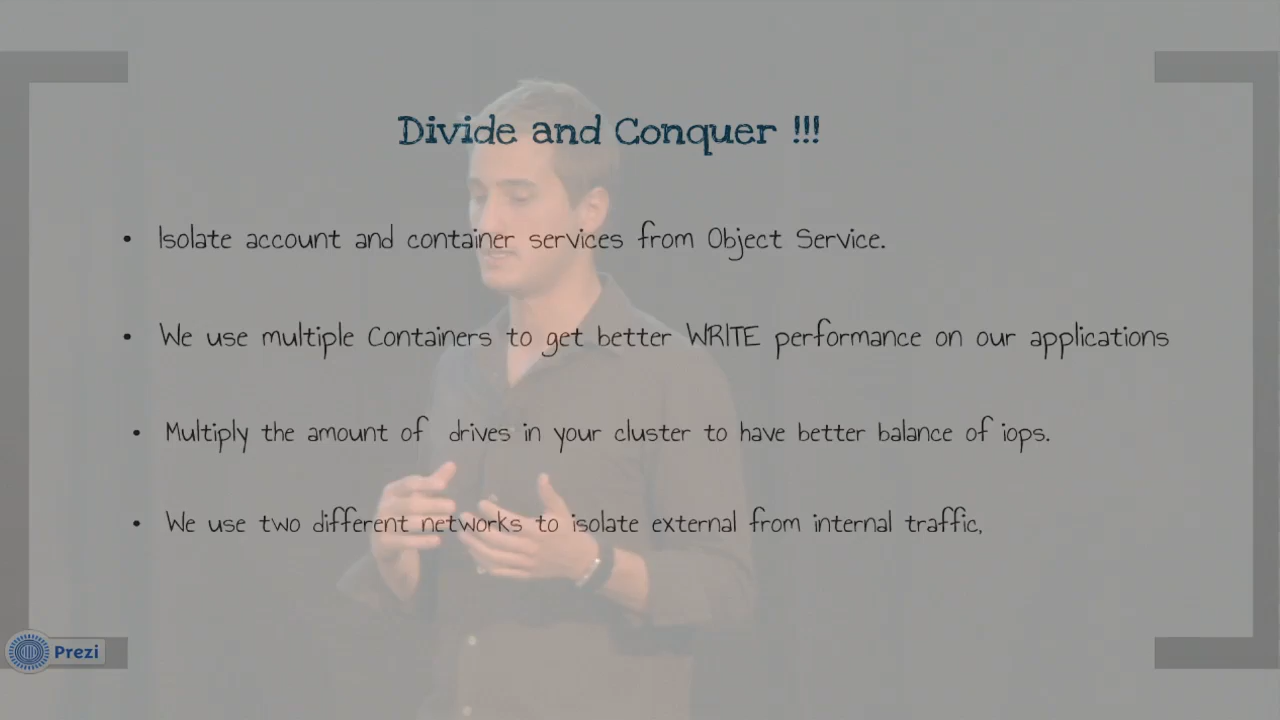 Divide and Conquer !!!
• Isolate account and container services from Object Service.
• We use multiple Containers to get better WRITE performance on our applications
• Multiply the amount of drives in your cluster to have better balance of iops.
• We use two different networks to isolate external from internal traffic,
Prezi